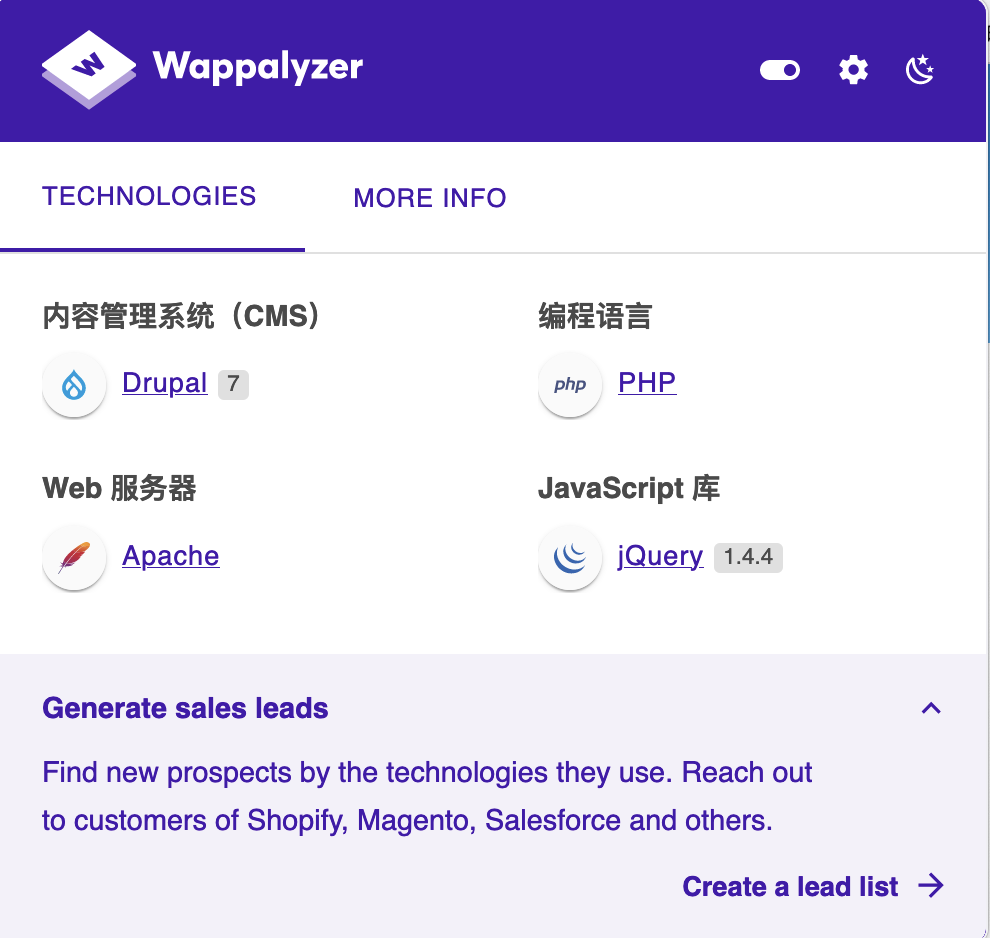 Wappalyzer
TECHNOLOGIES
MORE INFO
内容管理系统（CMS）
Drupal 7
编程语言
php PHP
Web 服务器
Apache
JavaScript 库
jQuery 1.4.4
Generate sales leads
Find new prospects by the technologies they use. Reach out
to customers of Shopify, Magento, Salesforce and others.
Create a lead list